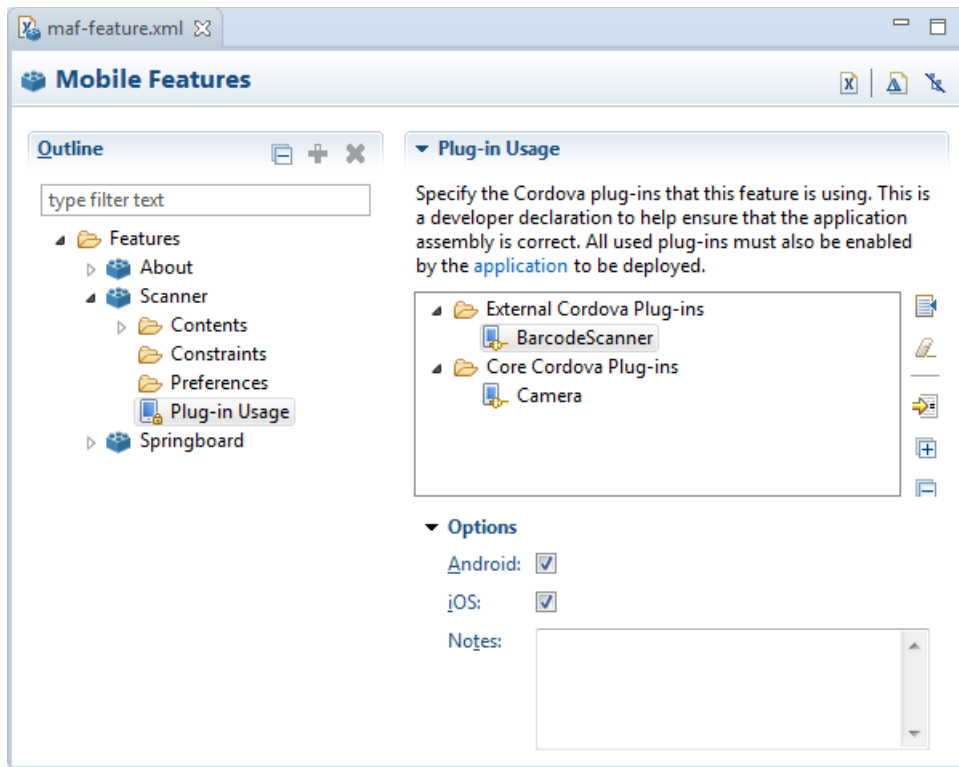 maf-feature.xml
Mobile Features
Outline
type filter text
Features
About
Scanner
Contents
Constraints
Preferences
Plug-in Usage
Springboard
Plug-in Usage
Specify the Cordova plug-ins that this feature is using. This is
a developer declaration to help ensure that the application
assembly is correct. All used plug-ins must also be enabled
by the application to be deployed.
External Cordova Plug-ins
BarcodeScanner
Core Cordova Plug-ins
Camera
Options
Android:
iOS:
Notes: